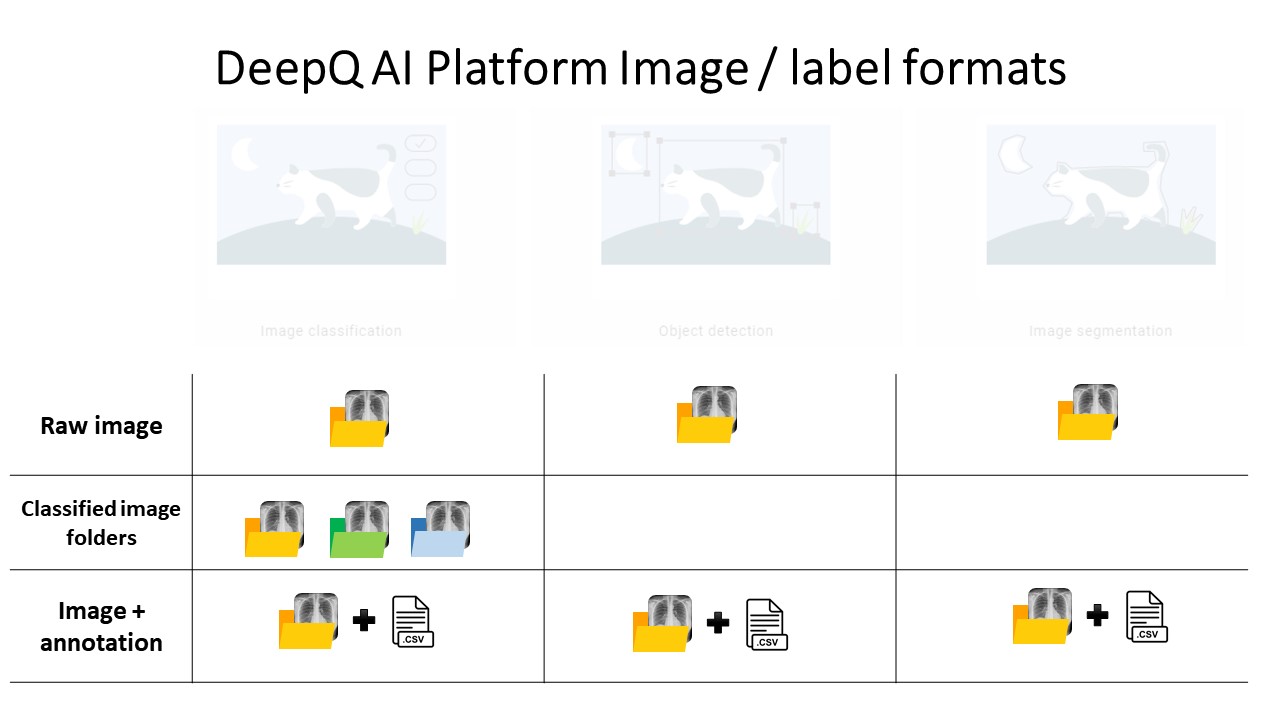 DeepQ AI Platform Image / label formats
Image classification
Object detection
Image segmentation
Raw image
Classified image
folders
Image +
annotation
.CSV
.CSV
.CSV